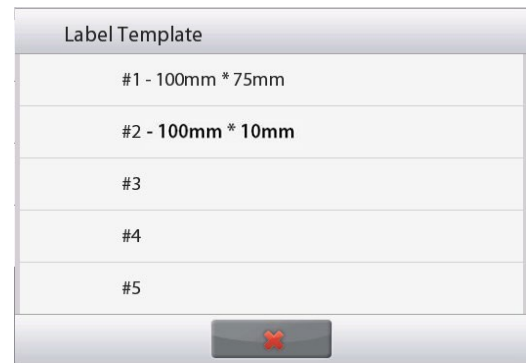 Label Template
#1 - 100mm * 75mm
#2 - 100mm * 10mm
#3
#4
#5